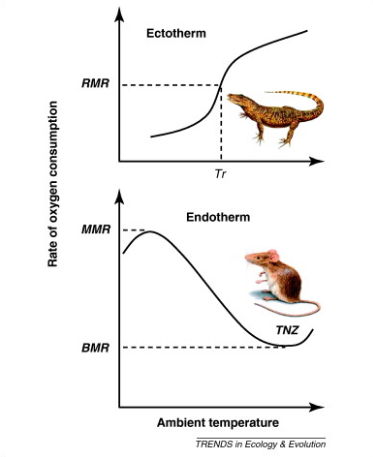 Ectotherm
RMR
Tr
Rate of oxygen consumption
Endotherm
MMR
TNZ
BMR
Ambient temperature
TRENDS in Ecology & Evolution